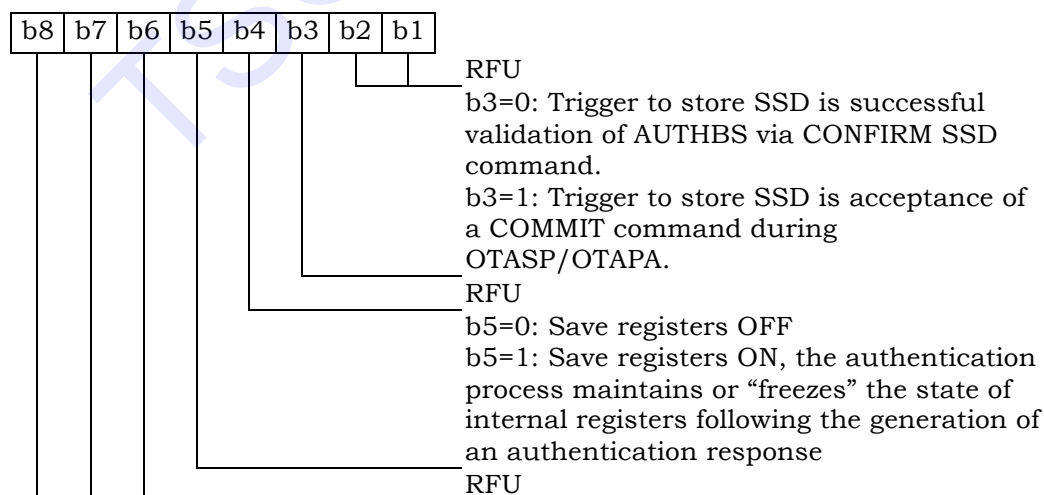 b8 b7 b6 b5 b4 b3 b2 b1
RFU
b3=0: Trigger to store SSD is successful
validation of AUTHBS via CONFIRM SSD
command.
b3=1: Trigger to store SSD is acceptance of
a COMMIT command during
OTASP/OTAPA.
RFU
b5=0: Save registers OFF
b5=1: Save registers ON, the authentication
process maintains or “freezes” the state of
internal registers following the generation of
an authentication response
RFU